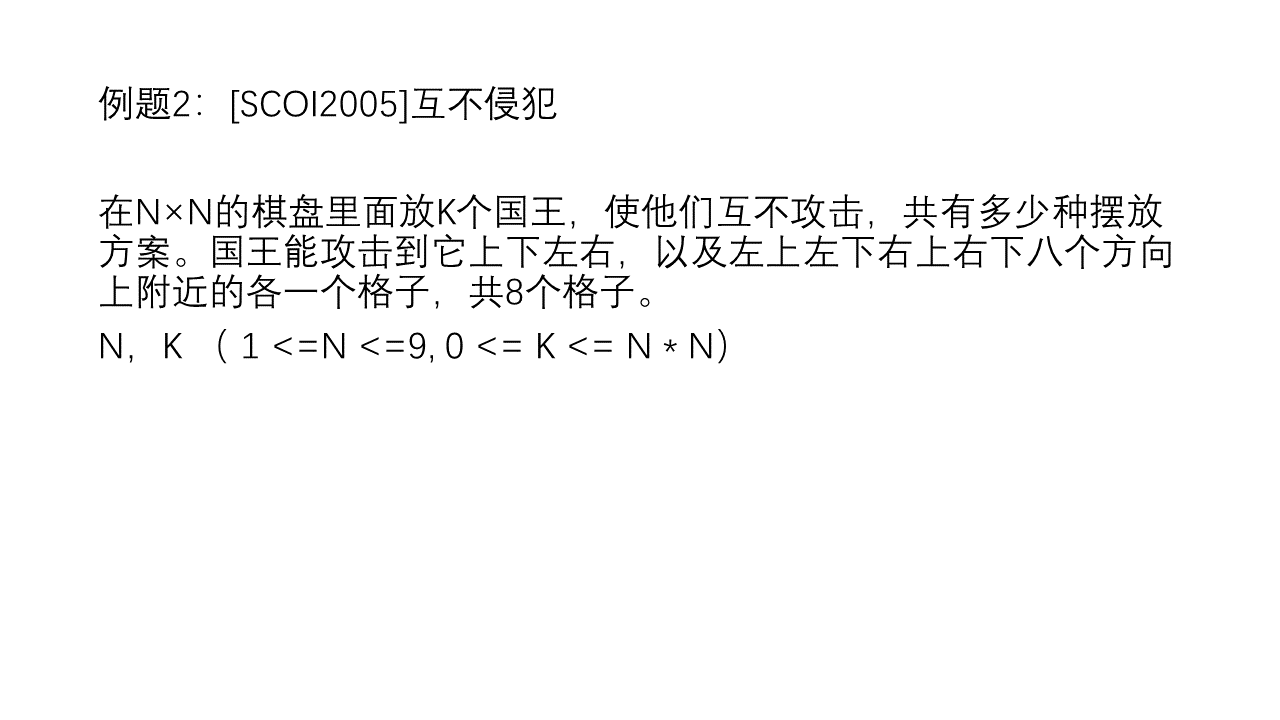 例题2：[SCOI2005]互不侵犯
在N×N的棋盘里面放K个国王，使他们互不攻击，共有多少种摆放
方案。国王能攻击到它上下左右，以及左上左下右上右下八个方向
上附近的各一个格子，共8个格子。
N，K （ 1 <=N <=9, 0 <= K <= N * N）